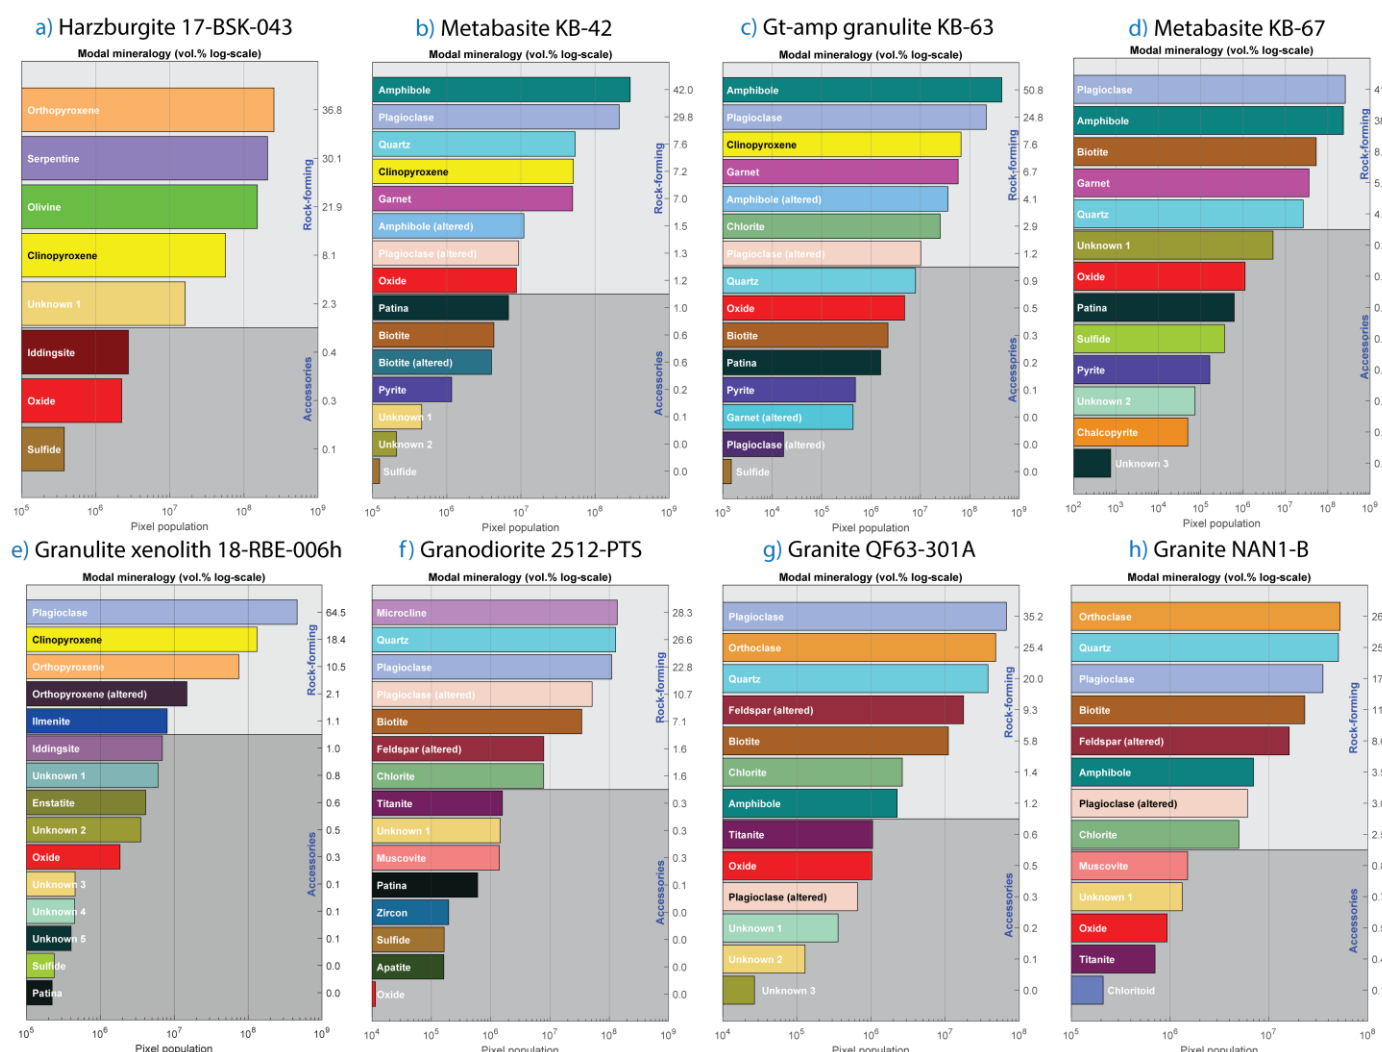 a) Harzburgite 17-BSK-043
Modal mineralogy (vol.% log-scale)
Orthopyroxene 36.8
Serpentine 30.1
Olivine 21.9
Clinopyroxene 8.1
Unknown 1 2.3
Iddingsite 0.4
Oxide 0.3
Sulfide 0.1
Rock-forming
Accessories
10^5 10^6 10^7 10^8 10^9
Pixel population
b) Metabasite KB-42
Modal mineralogy (vol.% log-scale)
Amphibole 42.0
Plagioclase 29.8
Quartz 7.6
Clinopyroxene 7.2
Garnet 7.0
Amphibole (altered) 1.5
Plagioclase (altered) 1.3
Oxide 1.2
Patina 1.0
Biotite 0.6
Biotite (altered) 0.6
Pyrite 0.2
Unknown 1 0.1
Unknown 2 0.0
Sulfide 0.0
Rock-forming
Accessories
10^5 10^6 10^7 10^8 10^9
Pixel population
c) Gt-amp granulite KB-63
Modal mineralogy (vol.% log-scale)
Amphibole 50.8
Plagioclase 24.8
Clinopyroxene 7.6
Garnet 6.7
Amphibole (altered) 4.1
Chlorite 2.9
Plagioclase (altered) 1.2
Quartz 0.9
Oxide 0.5
Biotite 0.3
Patina 0.2
Pyrite 0.1
Garnet (altered) 0.0
Plagioclase (altered) 0.0
Sulfide 0.0
Rock-forming
Accessories
10^3 10^4 10^5 10^6 10^7 10^8 10^9
Pixel population
d) Metabasite KB-67
Modal mineralogy (vol.% log-scale)
Plagioclase
Amphibole
Biotite
Garnet
Quartz
Unknown 1
Oxide
Patina
Sulfide
Pyrite
Unknown 2
Chalcopyrite
Unknown 3
Rock-forming
Accessories
10^2 10^3 10^4 10^5 10^6 10^7 10^8 10^9
Pixel population
e) Granulite xenolith 18-RBE-006h
Modal mineralogy (vol.% log-scale)
Plagioclase 64.5
Clinopyroxene 18.4
Orthopyroxene 10.5
Orthopyroxene (altered) 2.1
Ilmenite 1.1
Iddingsite 1.0
Unknown 1 0.8
Enstatite 0.6
Unknown 2 0.5
Oxide 0.3
Unknown 3 0.1
Unknown 4 0.1
Unknown 5 0.1
Sulfide 0.0
Patina 0.0
Rock-forming
Accessories
10^5 10^6 10^7 10^8 10^9
Pixel population
f) Granodiorite 2512-PTS
Modal mineralogy (vol.% log-scale)
Microcline 28.3
Quartz 26.6
Plagioclase 22.8
Plagioclase (altered) 10.7
Biotite 7.1
Feldspar (altered) 1.6
Chlorite 1.6
Titanite 0.3
Unknown 1 0.3
Muscovite 0.3
Patina 0.1
Zircon 0.0
Sulfide 0.0
Apatite 0.0
Oxide 0.0
Rock-forming
Accessories
10^4 10^5 10^6 10^7 10^8 10^9
Pixel population
g) Granite QF63-301A
Modal mineralogy (vol.% log-scale)
Plagioclase 35.2
Orthoclase 25.4
Quartz 20.0
Feldspar (altered) 9.3
Biotite 5.8
Chlorite 1.4
Amphibole 1.2
Titanite 0.6
Oxide 0.5
Plagioclase (altered) 0.3
Unknown 1 0.2
Unknown 2 0.1
Unknown 3 0.0
Rock-forming
Accessories
10^4 10^5 10^6 10^7 10^8
Pixel population
h) Granite NAN1-B
Modal mineralogy (vol.% log-scale)
Orthoclase
Quartz
Plagioclase
Biotite
Feldspar (altered)
Amphibole
Plagioclase (altered)
Chlorite
Muscovite
Unknown 1
Oxide
Titanite
Chloritoid
Rock-forming
Accessories
10^5 10^6 10^7 10^8
Pixel population